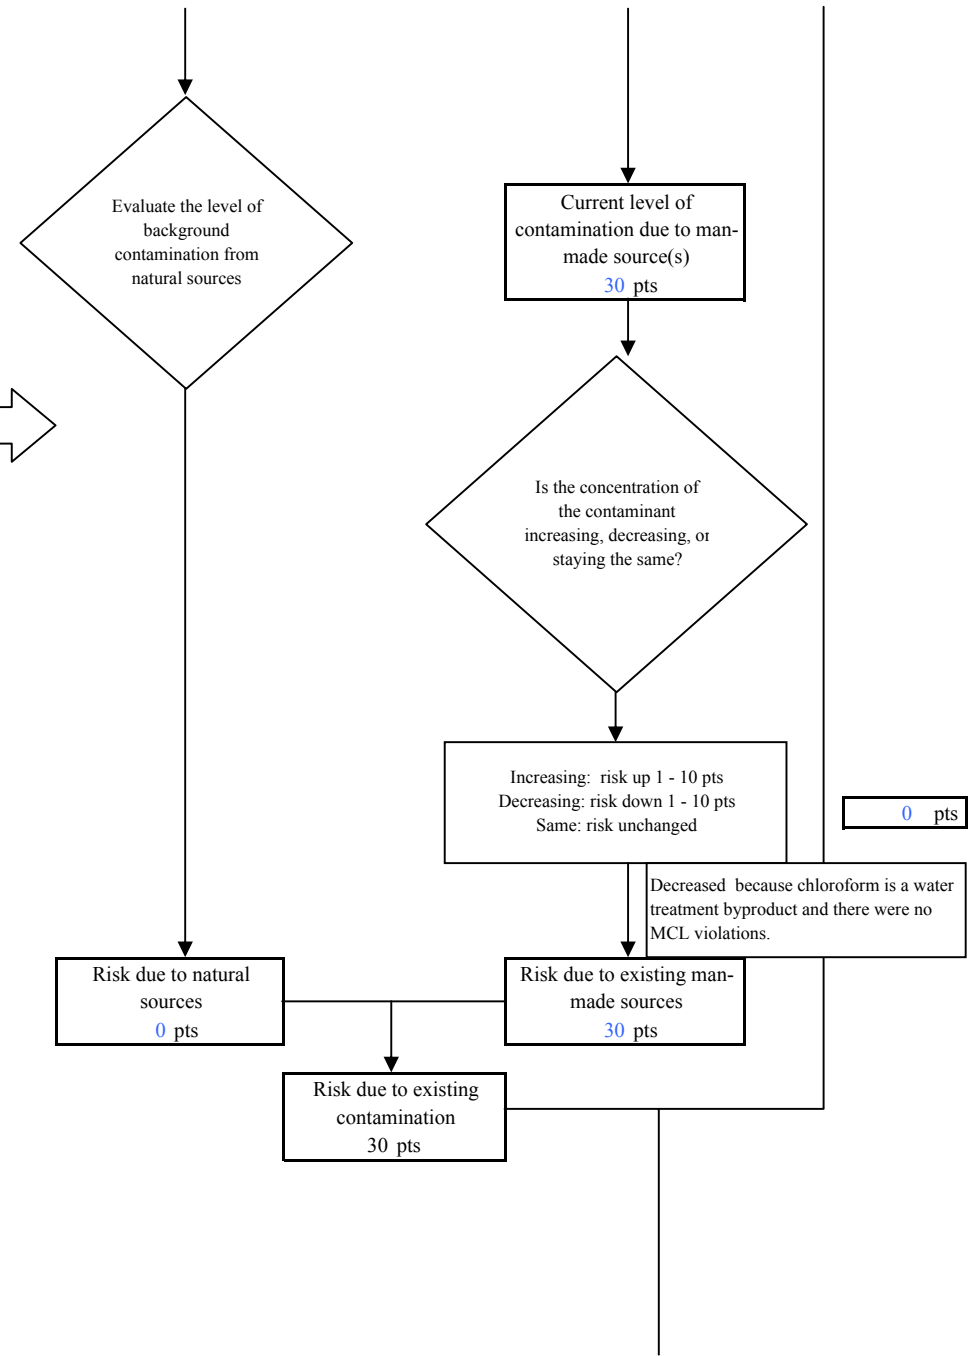 Evaluate the level of
background
contamination from
natural sources
Current level of
contamination due to man-
made source(s)
30 pts
Is the concentration of
the contaminant
increasing, decreasing, or
staying the same?
Increasing: risk up 1 - 10 pts
Decreasing: risk down 1 - 10 pts
Same: risk unchanged
0 pts
Decreased because chloroform is a water
treatment byproduct and there were no
MCL violations.
Risk due to natural
sources
0 pts
Risk due to existing man-
made sources
30 pts
Risk due to existing
contamination
30 pts